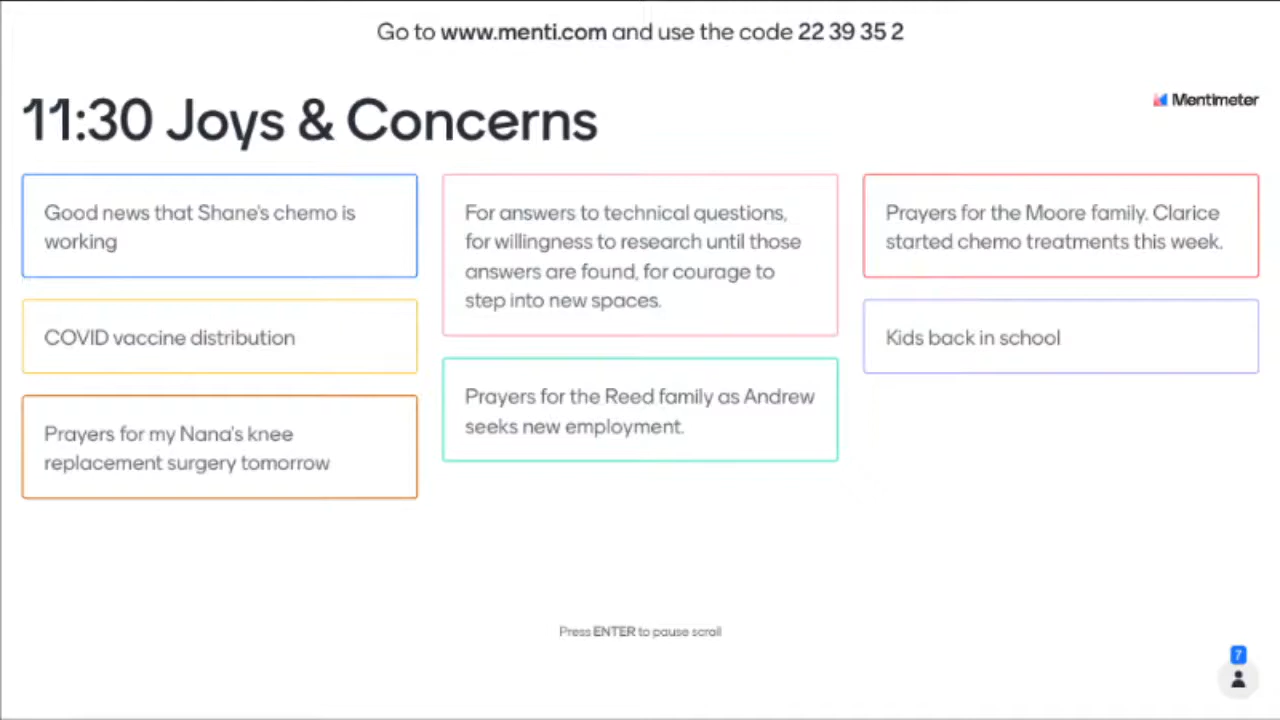 Go to www.menti.com and use the code 22 39 35 2
11:30 Joys & Concerns
Mentimeter
Good news that Shane's chemo is
working
COVID vaccine distribution
Prayers for my Nana's knee
replacement surgery tomorrow
For answers to technical questions,
for willingness to research until those
answers are found, for courage to
step into new spaces.
Prayers for the Reed family as Andrew
seeks new employment.
Prayers for the Moore family. Clarice
started chemo treatments this week.
Kids back in school
Press ENTER to pause scroll
7